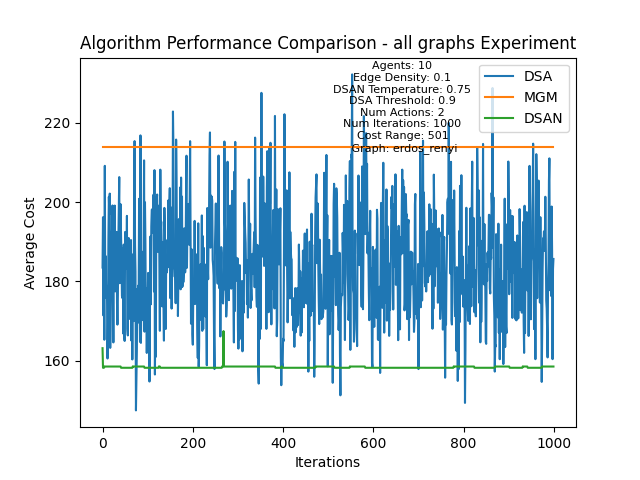 Algorithm Performance Comparison - all graphs Experiment
Agents: 10
Edge Density: 0.1
DSAN Temperature: 0.75
DSA Threshold: 0.9
Num Actions: 2
Num Iterations: 1000
Cost Range: 501
Graph: erdos_renyi
DSA
MGM
DSAN
Average Cost
220
200
180
160
0 200 400 600 800 1000
Iterations